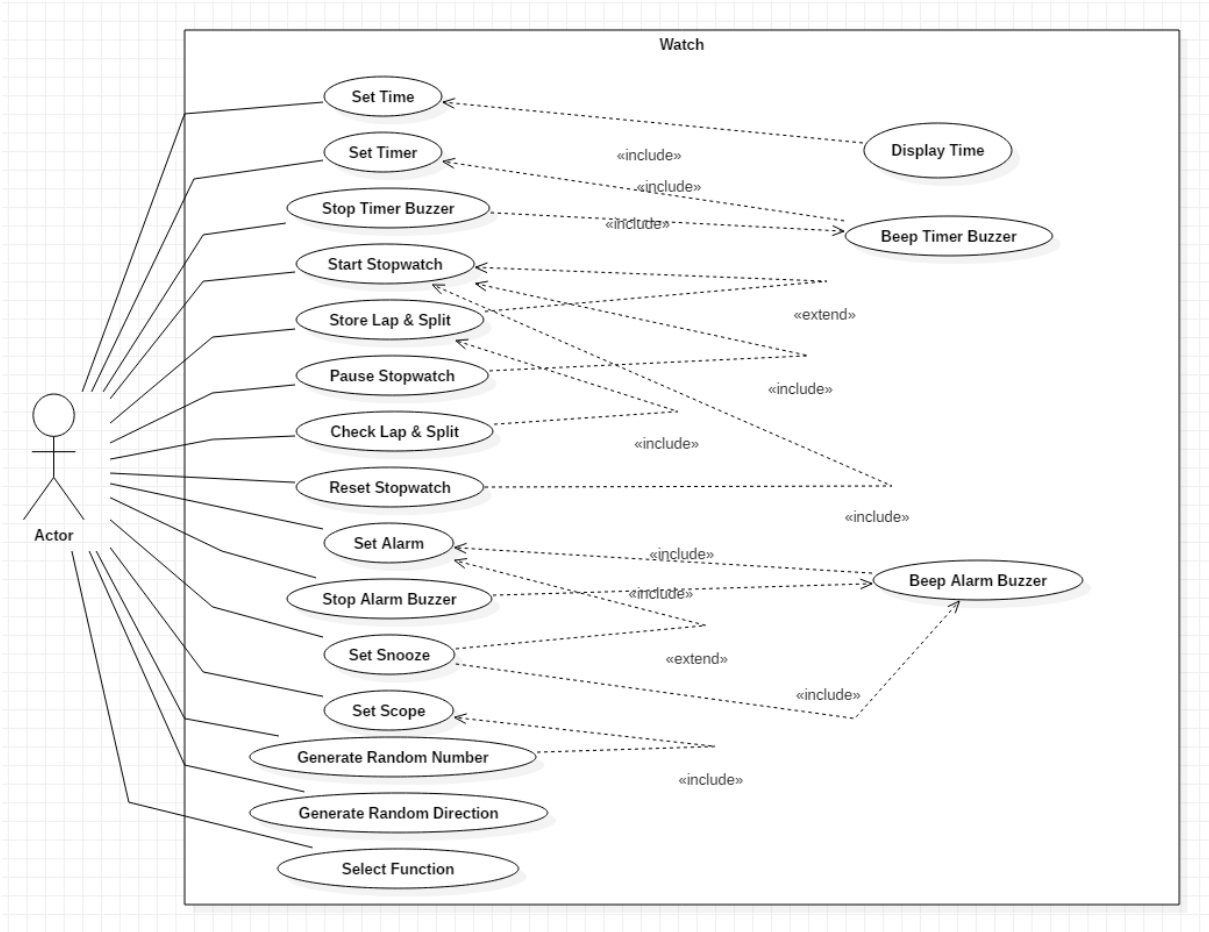 Watch
Set Time
Display Time
Set Timer
«include»
«include»
Stop Timer Buzzer
«include»
Beep Timer Buzzer
Start Stopwatch
Store Lap & Split
«extend»
Pause Stopwatch
«include»
Check Lap & Split
«include»
Reset Stopwatch
«include»
Actor
Set Alarm
«include»
Beep Alarm Buzzer
Stop Alarm Buzzer
«include»
Set Snooze
«extend»
«include»
Set Scope
Generate Random Number
«include»
Generate Random Direction
Select Function